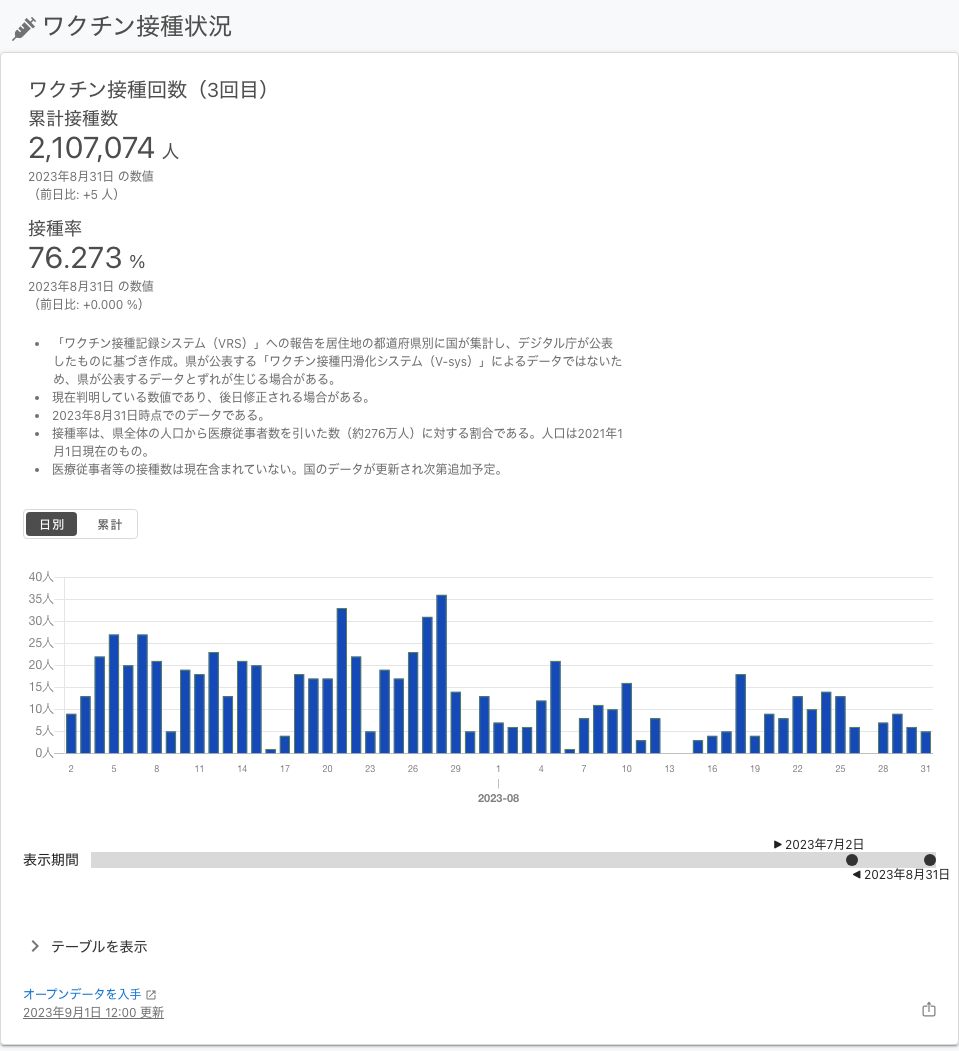 ワクチン接種状況
ワクチン接種回数（3回目）
累計接種数
2,107,074 人
2023年8月31日 の数値
（前日比: +5 人）
接種率
76.273 %
2023年8月31日 の数値
（前日比: +0.000 %）
• 「ワクチン接種記録システム（VRS）」への報告を居住地の都道府県別に国が集計し、デジタル庁が公表
したものに基づき作成。県が公表する「ワクチン接種円滑化システム（V-sys）」によるデータではないた
め、県が公表するデータとずれが生じる場合がある。
• 現在判明している数値であり、後日修正される場合がある。
• 2023年8月31日時点でのデータである。
• 接種率は、県全体の人口から医療従事者数を引いた数（約276万人）に対する割合である。人口は2021年1
月1日現在のもの。
• 医療従事者等の接種数は現在含まれていない。国のデータが更新され次第追加予定。
日別 累計
40人
35人
30人
25人
20人
15人
10人
5人
0人
2 5 8 11 14 17 20 23 26 29 1 4 7 10 13 16 19 22 25 28 31
2023-08
2023年7月2日
表示期間
2023年8月31日
テーブルを表示
オープンデータを入手
2023年9月1日 12:00 更新